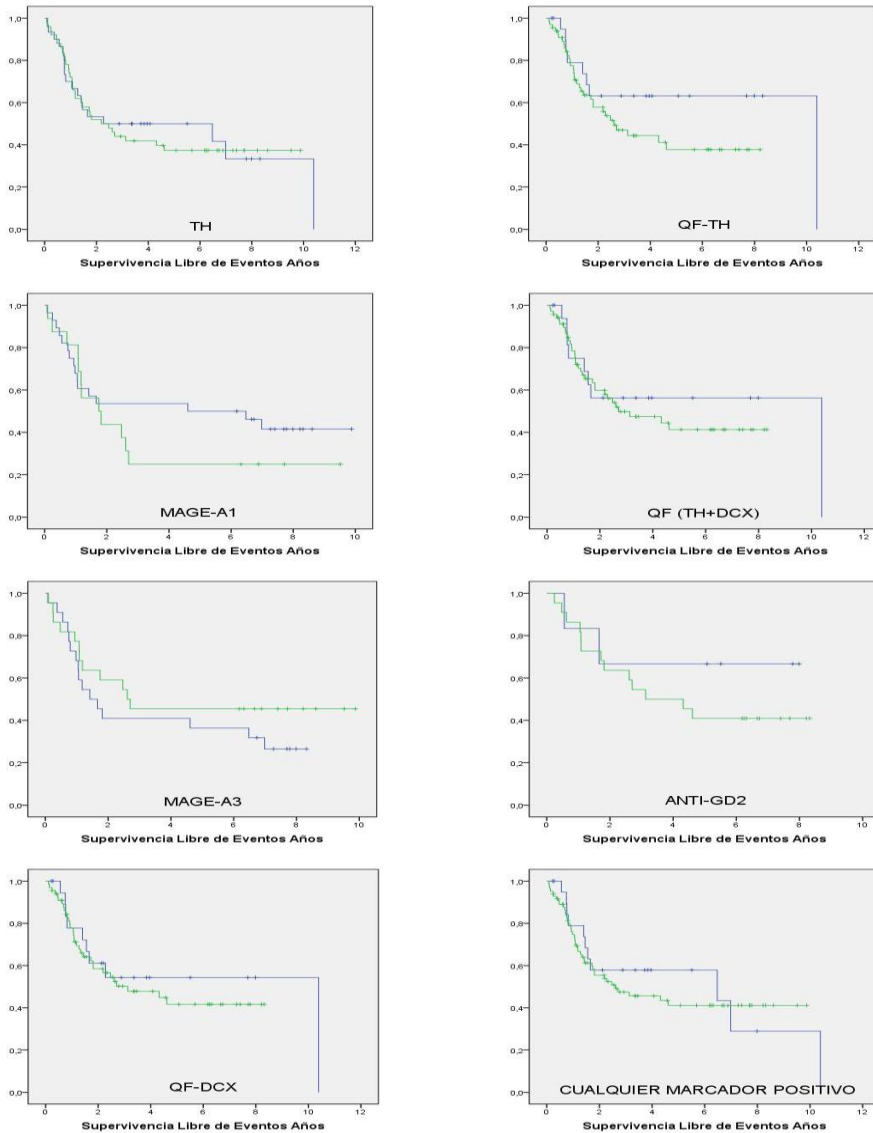 1,0
0,8
0,6
0,4
0,2
0,0
TH
0 2 4 6 8 10 12
Supervivencia Libre de Eventos Años
1,0
0,8
0,6
0,4
0,2
0,0
QF-TH
0 2 4 6 8 10 12
Supervivencia Libre de Eventos Años
1,0
0,8
0,6
0,4
0,2
0,0
MAGE-A1
0 2 4 6 8 10
Supervivencia Libre de Eventos Años
1,0
0,8
0,6
0,4
0,2
0,0
QF (TH+DCX)
0 2 4 6 8 10 12
Supervivencia Libre de Eventos Años
1,0
0,8
0,6
0,4
0,2
0,0
MAGE-A3
0 2 4 6 8 10
Supervivencia Libre de Eventos Años
1,0
0,8
0,6
0,4
0,2
0,0
ANTI-GD2
0 2 4 6 8 10
Supervivencia Libre de Eventos Años
1,0
0,8
0,6
0,4
0,2
0,0
QF-DCX
0 2 4 6 8 10 12
Supervivencia Libre de Eventos Años
1,0
0,8
0,6
0,4
0,2
0,0
CUALQUIER MARCADOR POSITIVO
0 2 4 6 8 10 12
Supervivencia Libre de Eventos Años